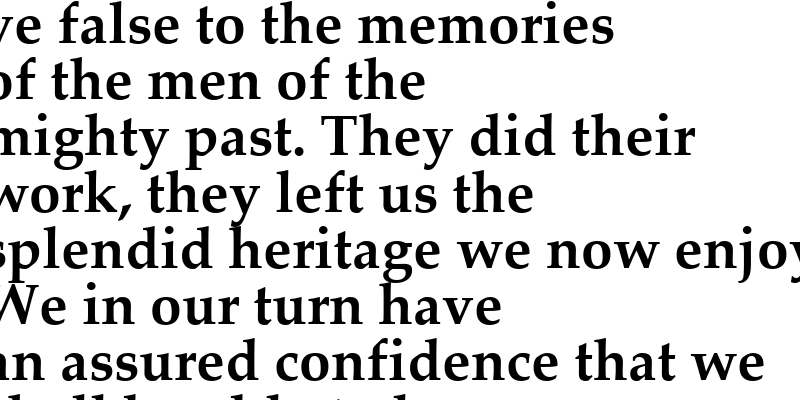 ve false to the memories
of the men of the
mighty past. They did their
work, they left us the
splendid heritage we now enjoy
We in our turn have
an assured confidence that we